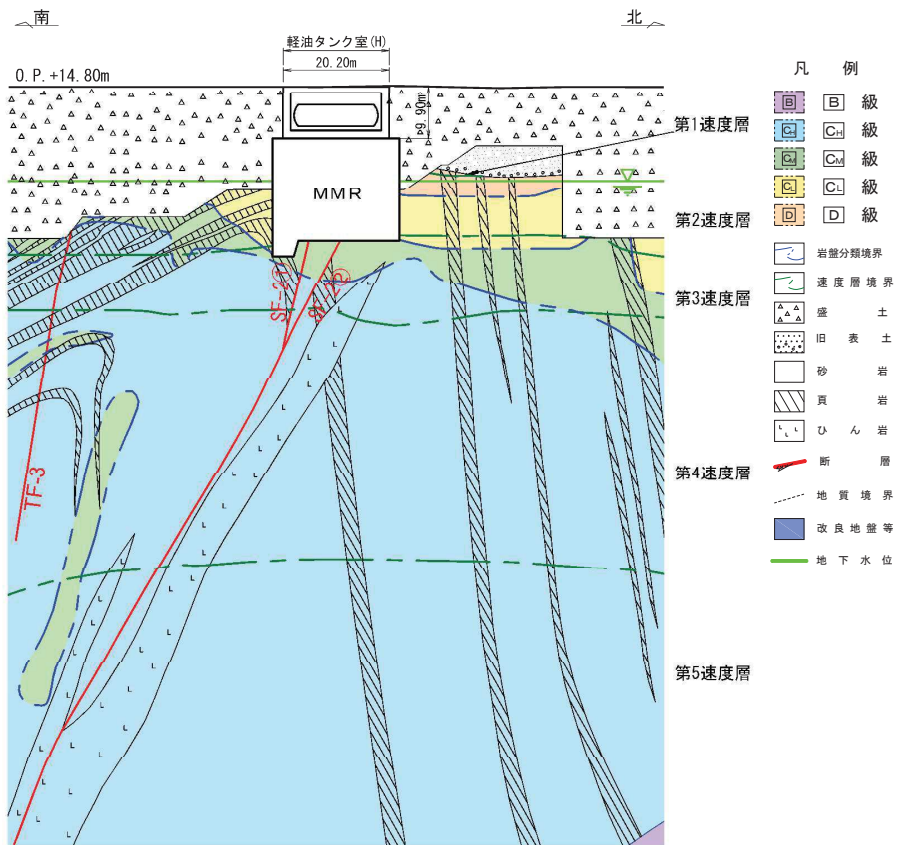 南
北
軽油タンク室(H)
20.20m
O.P.+14.80m
9.90m
MMR
SF-2①
TF-3
第1速度層
第2速度層
第3速度層
第4速度層
第5速度層
凡 例
B B 級
CH CH 級
CM CM 級
CL CL 級
D D 級
岩盤分類境界
速度層境界
盛土
旧表土
砂岩
頁岩
ひん岩
断層
地質境界
改良地盤等
地下水位